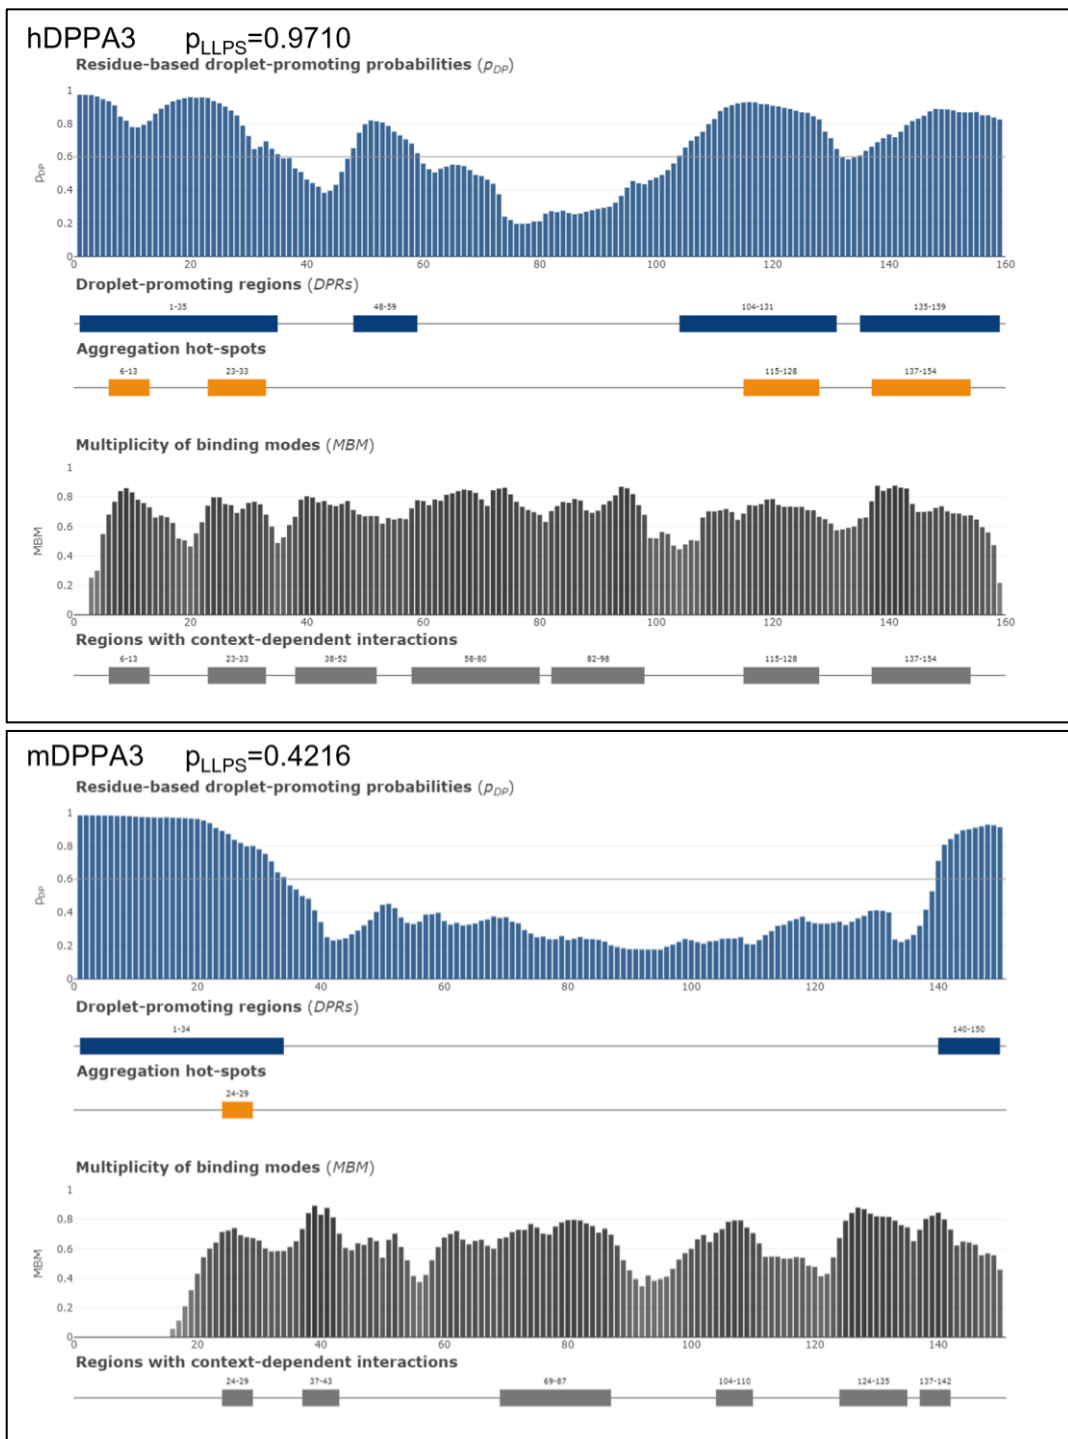 hDPPA3 pLLPS=0.9710
Residue-based droplet-promoting probabilities (pDP)
1
0.8
0.6
0.4
0.2
0
pDP
0 20 40 60 80 100 120 140 160
Droplet-promoting regions (DPRs)
1-35 48-59 104-131 135-159
Aggregation hot-spots
6-13 23-33 115-128 137-154
Multiplicity of binding modes (MBM)
1
0.8
0.6
0.4
0.2
0
MBM
0 20 40 60 80 100 120 140 160
Regions with context-dependent interactions
6-13 23-33 38-52 58-80 82-98 115-128 137-154
mDPPA3 pLLPS=0.4216
Residue-based droplet-promoting probabilities (pDP)
1
0.8
0.6
0.4
0.2
0
pDP
0 20 40 60 80 100 120 140
Droplet-promoting regions (DPRs)
1-34 140-150
Aggregation hot-spots
24-29
Multiplicity of binding modes (MBM)
1
0.8
0.6
0.4
0.2
0
MBM
0 20 40 60 80 100 120 140
Regions with context-dependent interactions
24-29 37-43 69-87 104-110 124-135 137-142